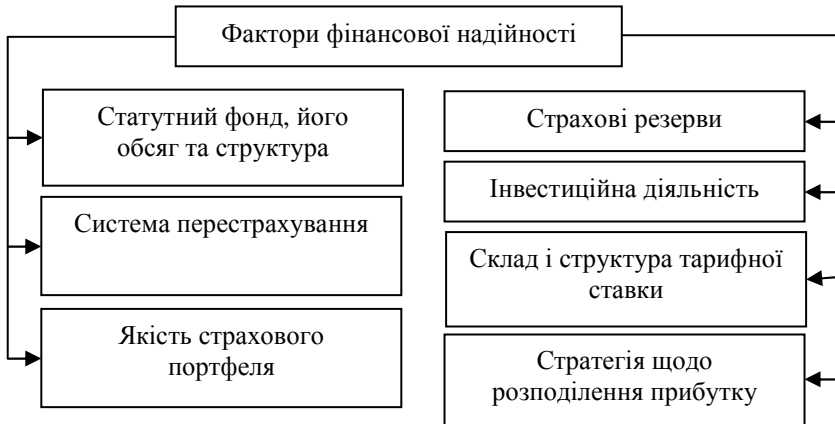 Фактори фінансової надійності
Статутний фонд, його
обсяг та структура
Система перестрахування
Якість страхового
портфеля
Страхові резерви
Інвестиційна діяльність
Склад і структура тарифної
ставки
Стратегія щодо
розподілення прибутку